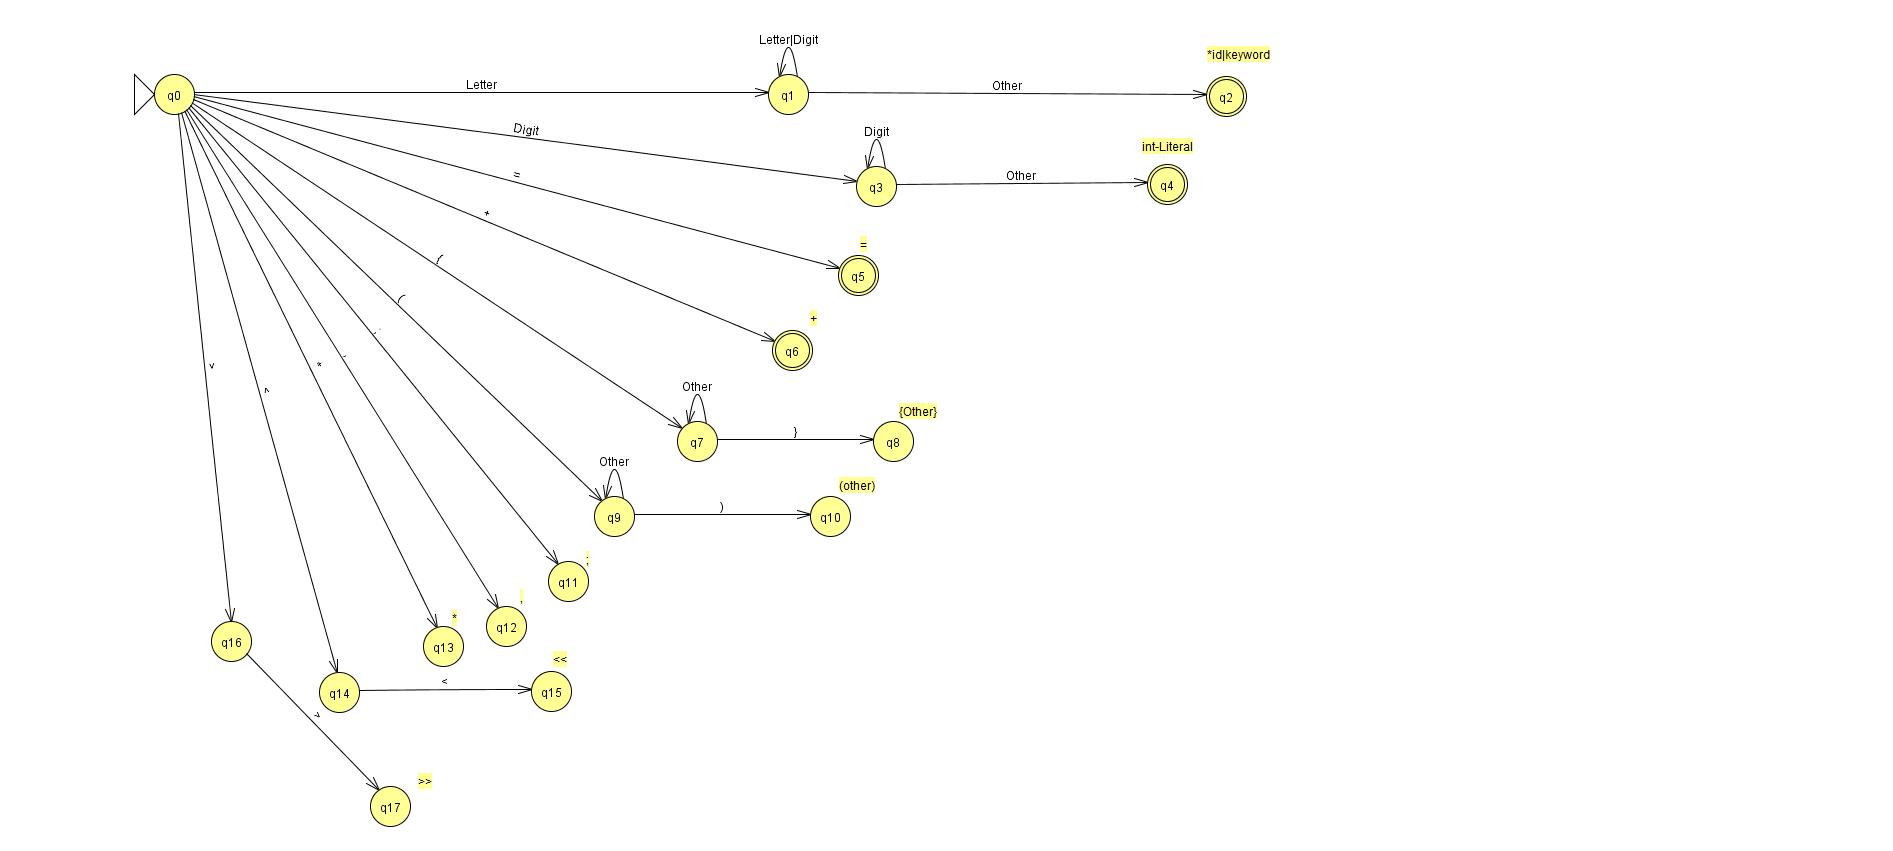 Letter|Digit
*id|keyword
q0
Letter
q1
Other
q2
Digit
Digit
int-Literal
=
q3
Other
q4
+
=
{
q5
(
+
;
q6
>
,
*
<
Other
{Other}
q7
}
q8
Other
(other)
q9
)
q10
;
q11
,
*
q12
q16
q13
<<
<
q14
q15
>
>>
q17